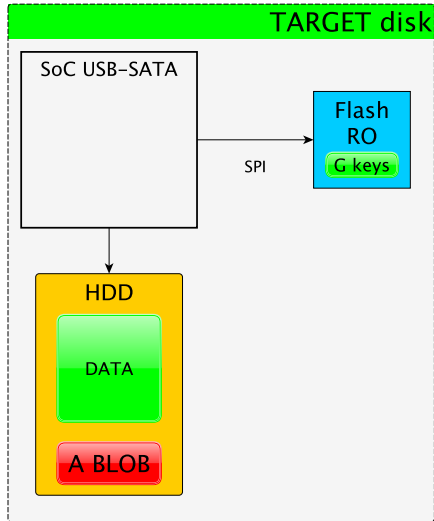 TARGET disk
SoC USB-SATA
Flash
RO
G keys
SPI
HDD
DATA
A BLOB